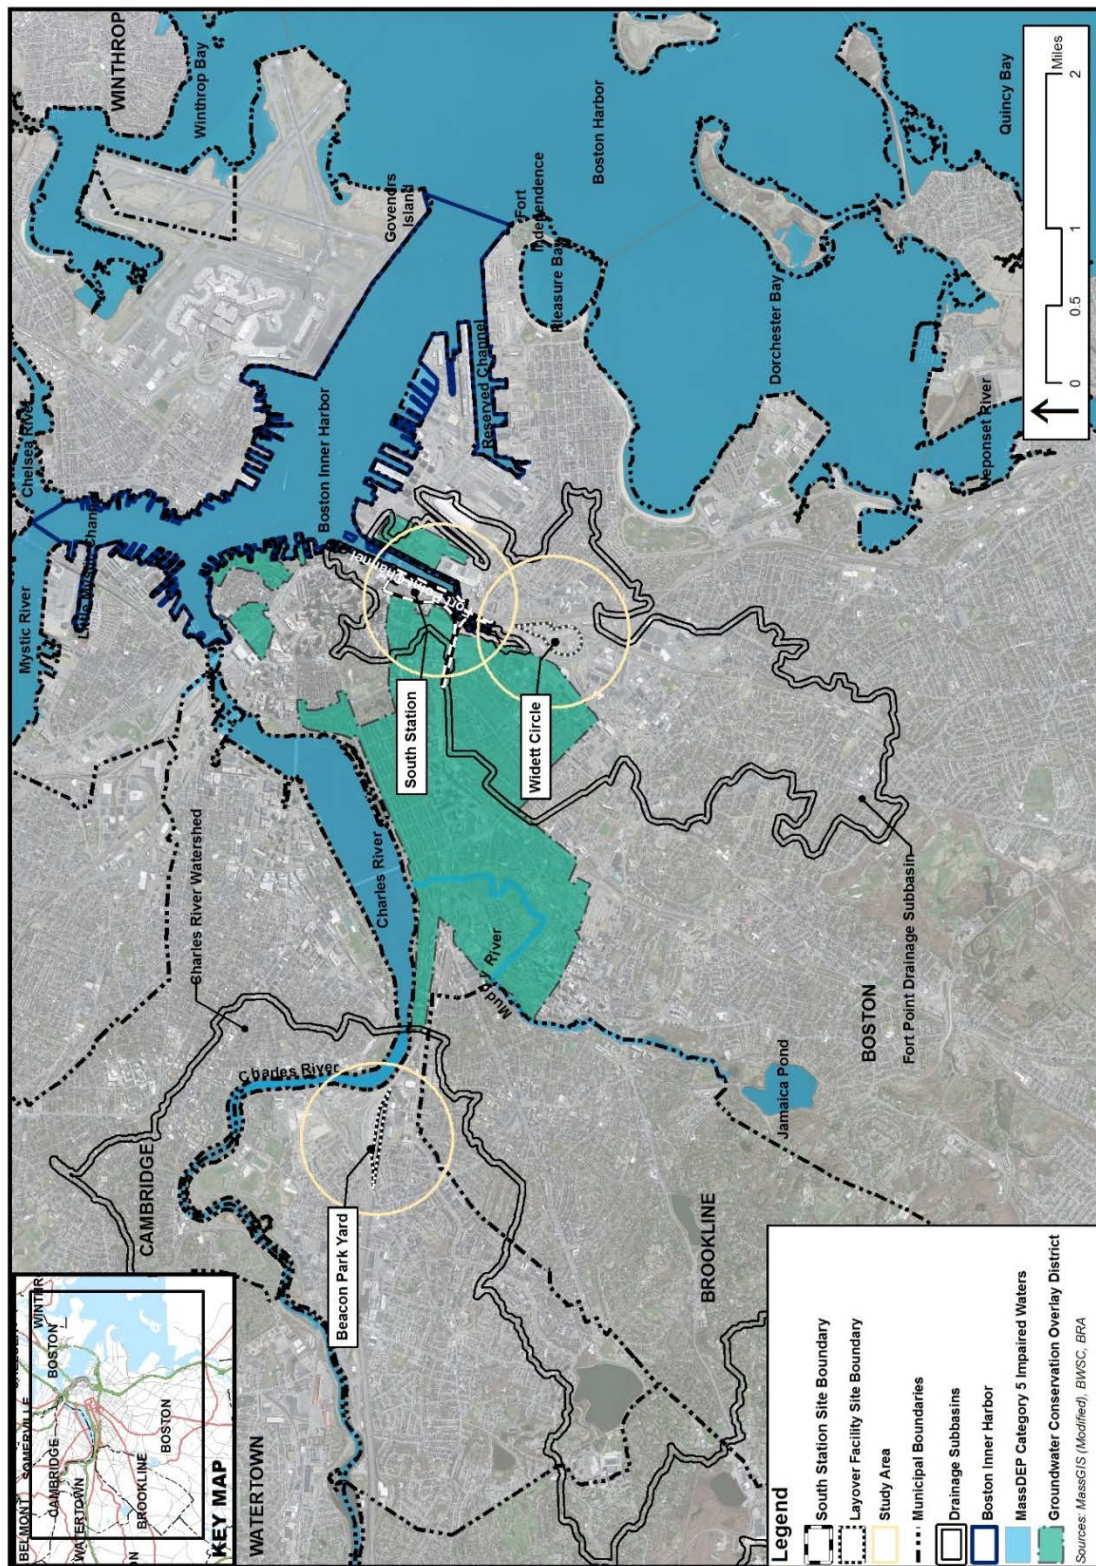 WINTHROP
Winthrop Bay
Chelsea River
Mystic River
Little Mystic Channel
Govenors
Island
Boston Inner Harbor
Fort
Independence
Boston Harbor
Pleasure Bay
Reserved Channel
Fort Point Channel
Quincy Bay
Dorchester Bay
Neponset River
South Station
Widett Circle
Charles River
Charles River Watershed
Charles River
Muddy River
CAMBRIDGE
Beacon Park Yard
WATERTOWN
BROOKLINE
Jamaica Pond
BOSTON
Fort Point Drainage Subbasin
0 0.5 1 2
Miles
BELMONT
SOMERVILLE
WINTHR
CAMBRIDGE
BOSTON
WATERTOWN
BROOKLINE
BOSTON
ON
KEY MAP
Legend
South Station Site Boundary
Layover Facility Site Boundary
Study Area
Municipal Boundaries
Drainage Subbasins
Boston Inner Harbor
MassDEP Category 5 Impaired Waters
Groundwater Conservation Overlay District
Sources: MassGIS (Modified), BWSC, BRA